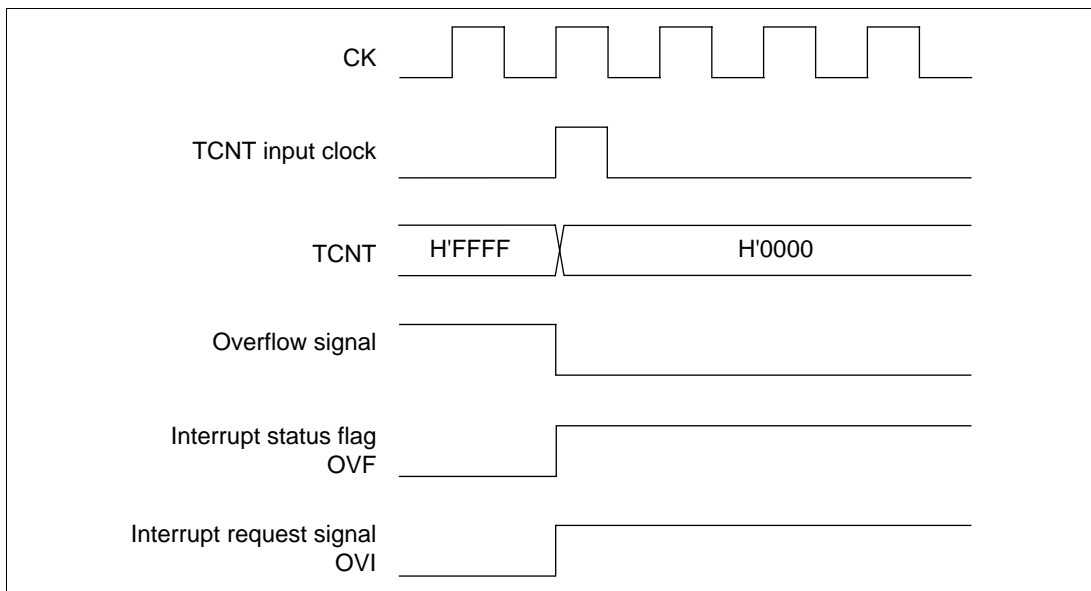 CK
TCNT input clock
TCNT
H'FFFF
H'0000
Overflow signal
Interrupt status flag
OVF
Interrupt request signal
OVI